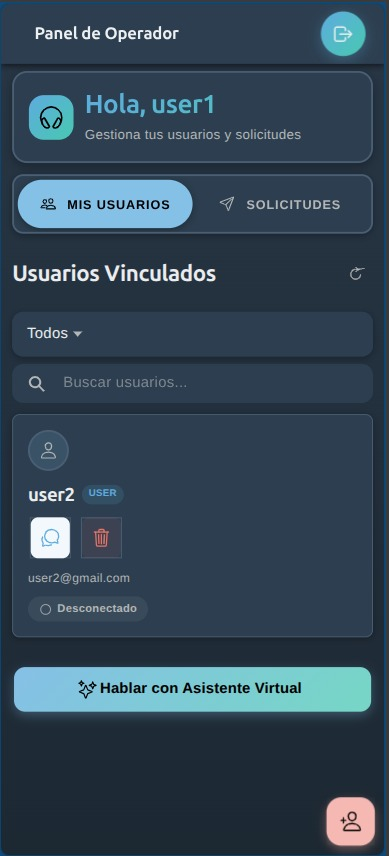 Panel de Operador
Hola, user1
Gestiona tus usuarios y solicitudes
MIS USUARIOS
SOLICITUDES
Usuarios Vinculados
Todos
Buscar usuarios...
user2
USER
user2@gmail.com
Desconectado
Hablar con Asistente Virtual